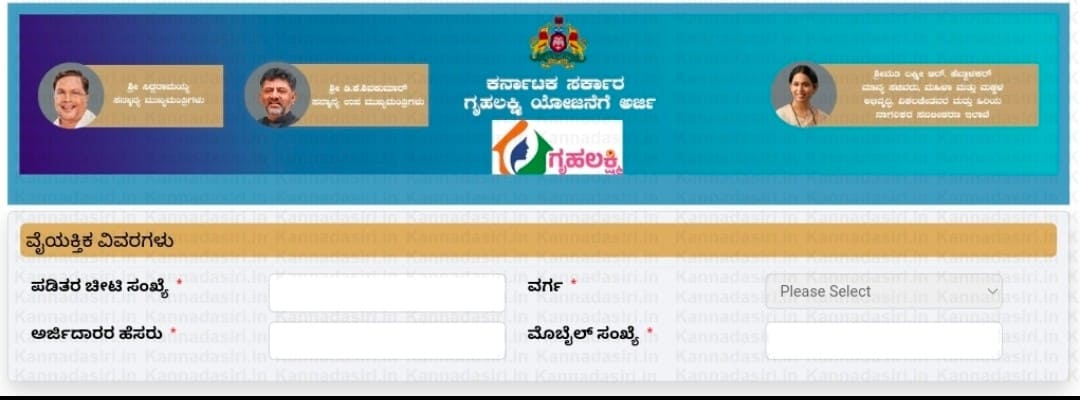 ಶ್ರೀ ಸಿದ್ದರಾಮಯ್ಯ
ಸನ್ಮಾನ್ಯ ಮುಖ್ಯಮಂತ್ರಿಗಳು
ಶ್ರೀ ಡಿ.ಕೆ.ಶಿವಕುಮಾರ್
ಸನ್ಮಾನ್ಯ ಉಪ ಮುಖ್ಯಮಂತ್ರಿಗಳು
ಕರ್ನಾಟಕ ಸರ್ಕಾರ
ಗೃಹಲಕ್ಷ್ಮಿ ಯೋಜನೆಗೆ ಅರ್ಜಿ
ಗೃಹಲಕ್ಷ್ಮಿ
ಶ್ರೀಮತಿ ಲಕ್ಷ್ಮೀ ಆರ್. ಹೆಬ್ಬಾಳಕರ್
ಮಾನ್ಯ ಸಚಿವರು, ಮಹಿಳಾ ಮತ್ತು ಮಕ್ಕಳ
ಅಭಿವೃದ್ಧಿ, ವಿಕಲಚೇತನರ ಮತ್ತು ಹಿರಿಯ
ನಾಗರಿಕರ ಸಬಲೀಕರಣ ಇಲಾಖೆ
ವೈಯಕ್ತಿಕ ವಿವರಗಳು
ಪಡಿತರ ಚೀಟಿ ಸಂಖ್ಯೆ *
ವರ್ಗ *
Please Select
ಅರ್ಜಿದಾರರ ಹೆಸರು *
ಮೊಬೈಲ್ ಸಂಖ್ಯೆ *
Kannadasiri.in